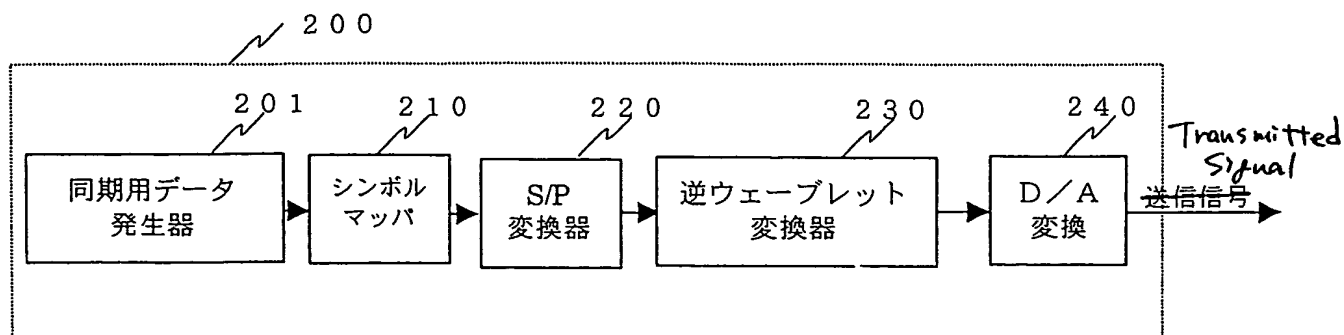 ２００
２０１
２１０
２２０
２３０
２４０
Transmitted
Signal
送信信号
同期用データ
発生器
シンボル
マッパ
S/P
変換器
逆ウェーブレット
変換器
Ｄ／Ａ
変換